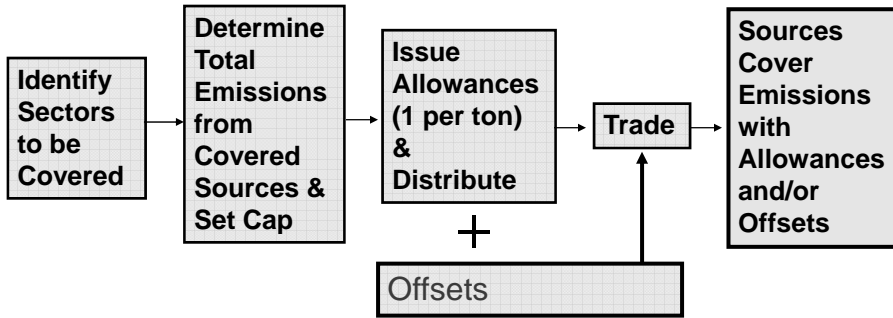 Identify
Sectors
to be
Covered
Determine
Total
Emissions
from
Covered
Sources &
Set Cap
Issue
Allowances
(1 per ton)
&
Distribute
+
Offsets
Trade
Sources
Cover
Emissions
with
Allowances
and/or
Offsets